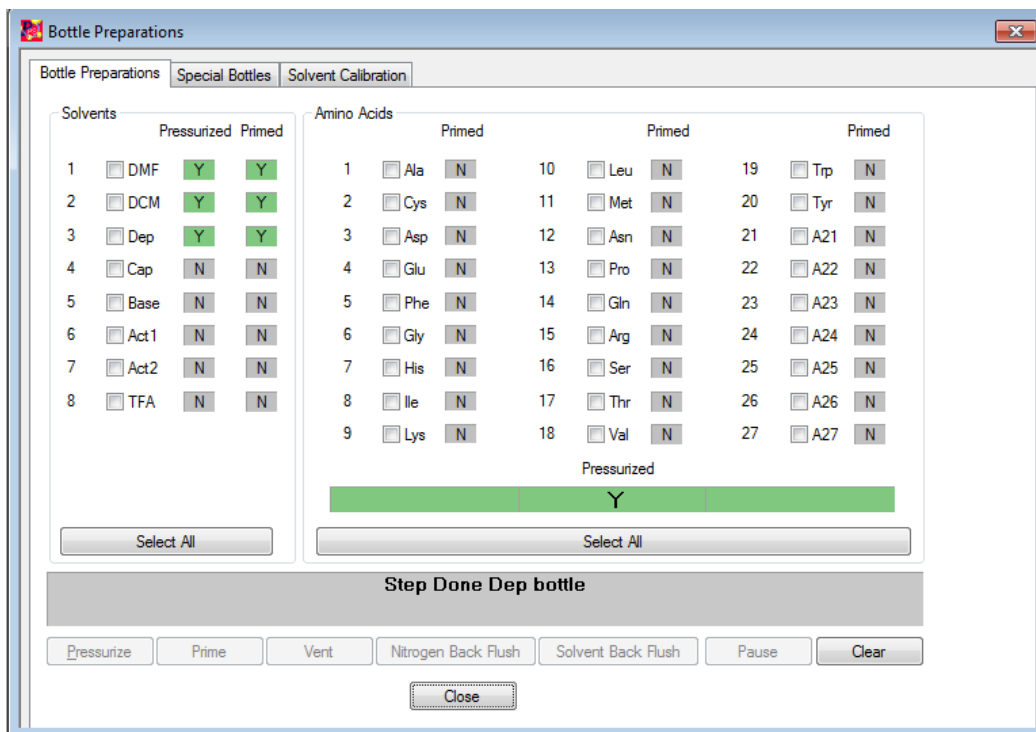 Bottle Preparations
Bottle Preparations Special Bottles Solvent Calibration
Solvents Amino Acids
Pressurized Primed Primed Primed Primed
1 DMF Y Y 1 Ala N 10 Leu N 19 Trp N
2 DCM Y Y 2 Cys N 11 Met N 20 Tyr N
3 Dep Y Y 3 Asp N 12 Asn N 21 A21 N
4 Cap N N 4 Glu N 13 Pro N 22 A22 N
5 Base N N 5 Phe N 14 Gln N 23 A23 N
6 Act1 N N 6 Gly N 15 Arg N 24 A24 N
7 Act2 N N 7 His N 16 Ser N 25 A25 N
8 TFA N N 8 Ile N 17 Thr N 26 A26 N
9 Lys N 18 Val N 27 A27 N
Pressurized
Y
Select All Select All
Step Done Dep bottle
Pressurize Prime Vent Nitrogen Back Flush Solvent Back Flush Pause Clear
Close